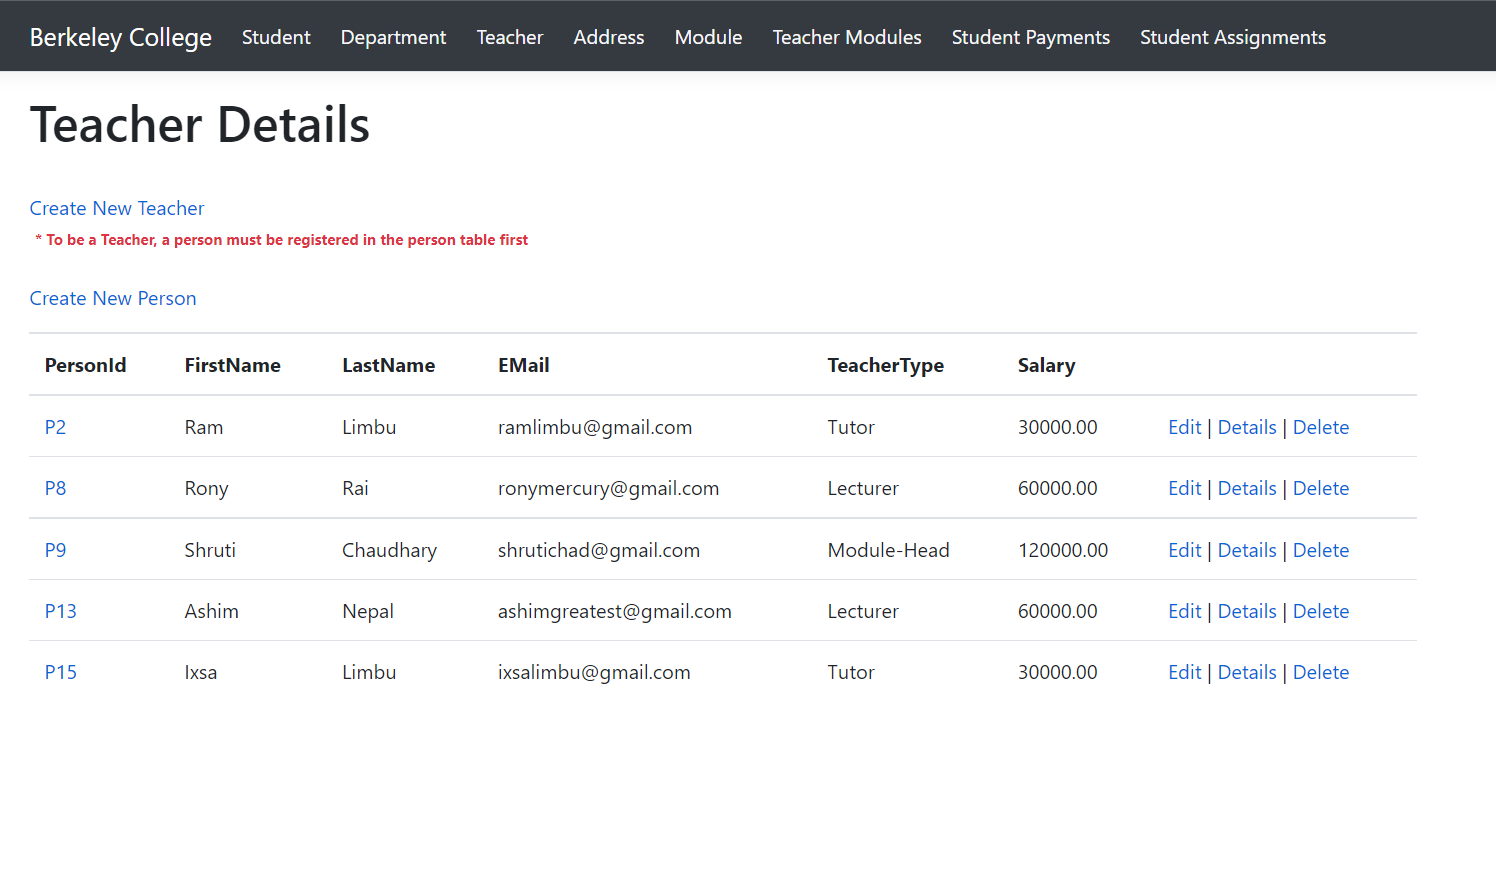 Berkeley College Student Department Teacher Address Module Teacher Modules Student Payments Student Assignments
Teacher Details
Create New Teacher
* To be a Teacher, a person must be registered in the person table first
Create New Person
PersonId FirstName LastName EMail TeacherType Salary
P2 Ram Limbu ramlimbu@gmail.com Tutor 30000.00 Edit | Details | Delete
P8 Rony Rai ronymercury@gmail.com Lecturer 60000.00 Edit | Details | Delete
P9 Shruti Chaudhary shrutichad@gmail.com Module-Head 120000.00 Edit | Details | Delete
P13 Ashim Nepal ashimgreatest@gmail.com Lecturer 60000.00 Edit | Details | Delete
P15 Ixsa Limbu ixsalimbu@gmail.com Tutor 30000.00 Edit | Details | Delete